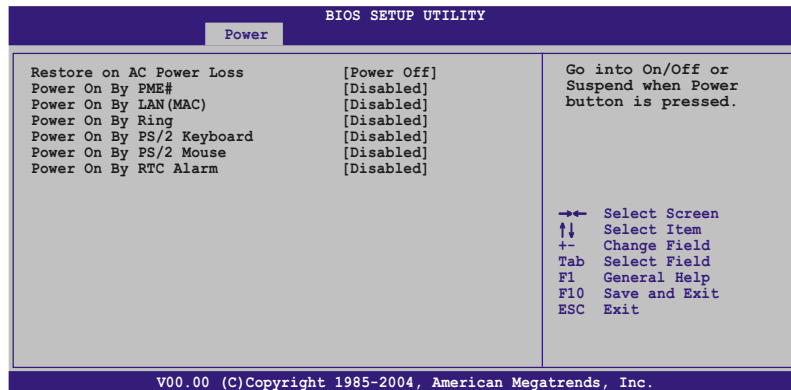 BIOS SETUP UTILITY
Power
Restore on AC Power Loss [Power Off]
Power On By PME# [Disabled]
Power On By LAN(MAC) [Disabled]
Power On By Ring [Disabled]
Power On By PS/2 Keyboard [Disabled]
Power On By PS/2 Mouse [Disabled]
Power On By RTC Alarm [Disabled]
Go into On/Off or
Suspend when Power
button is pressed.
→← Select Screen
↑↓ Select Item
+- Change Field
Tab Select Field
F1 General Help
F10 Save and Exit
ESC Exit
V00.00 (C)Copyright 1985-2004, American Megatrends, Inc.